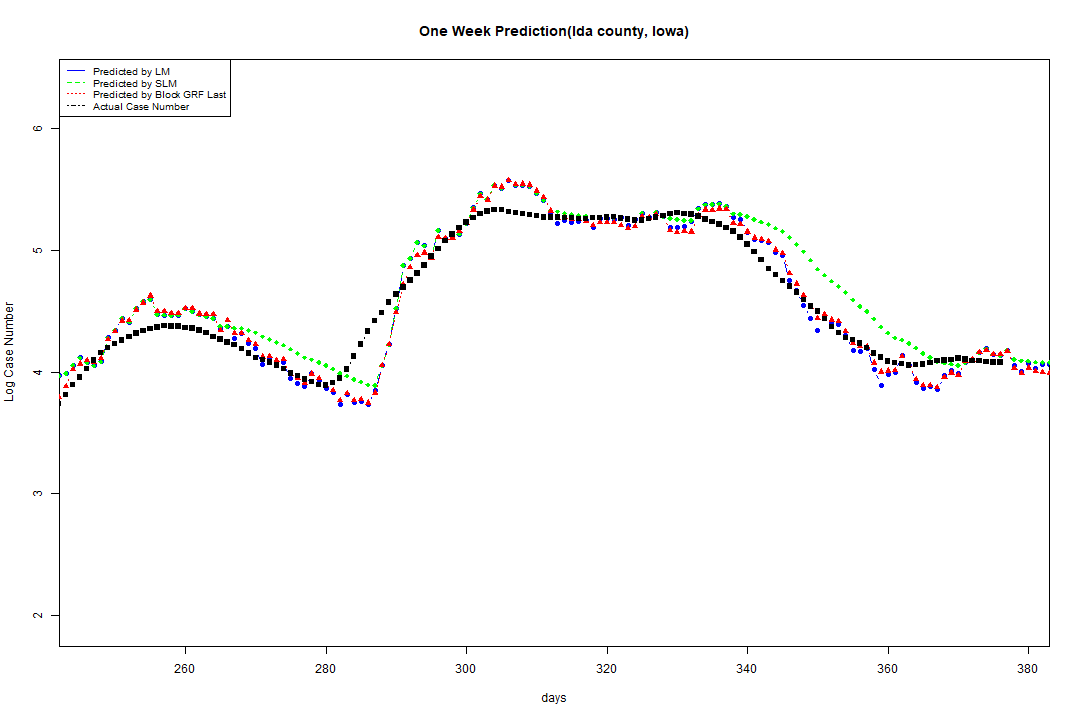 One Week Prediction(Ida county, Iowa)
Predicted by LM
Predicted by SLM
Predicted by Block GRF Last
Actual Case Number
6
5
4
3
2
Log Case Number
260 280 300 320 340 360 380
days